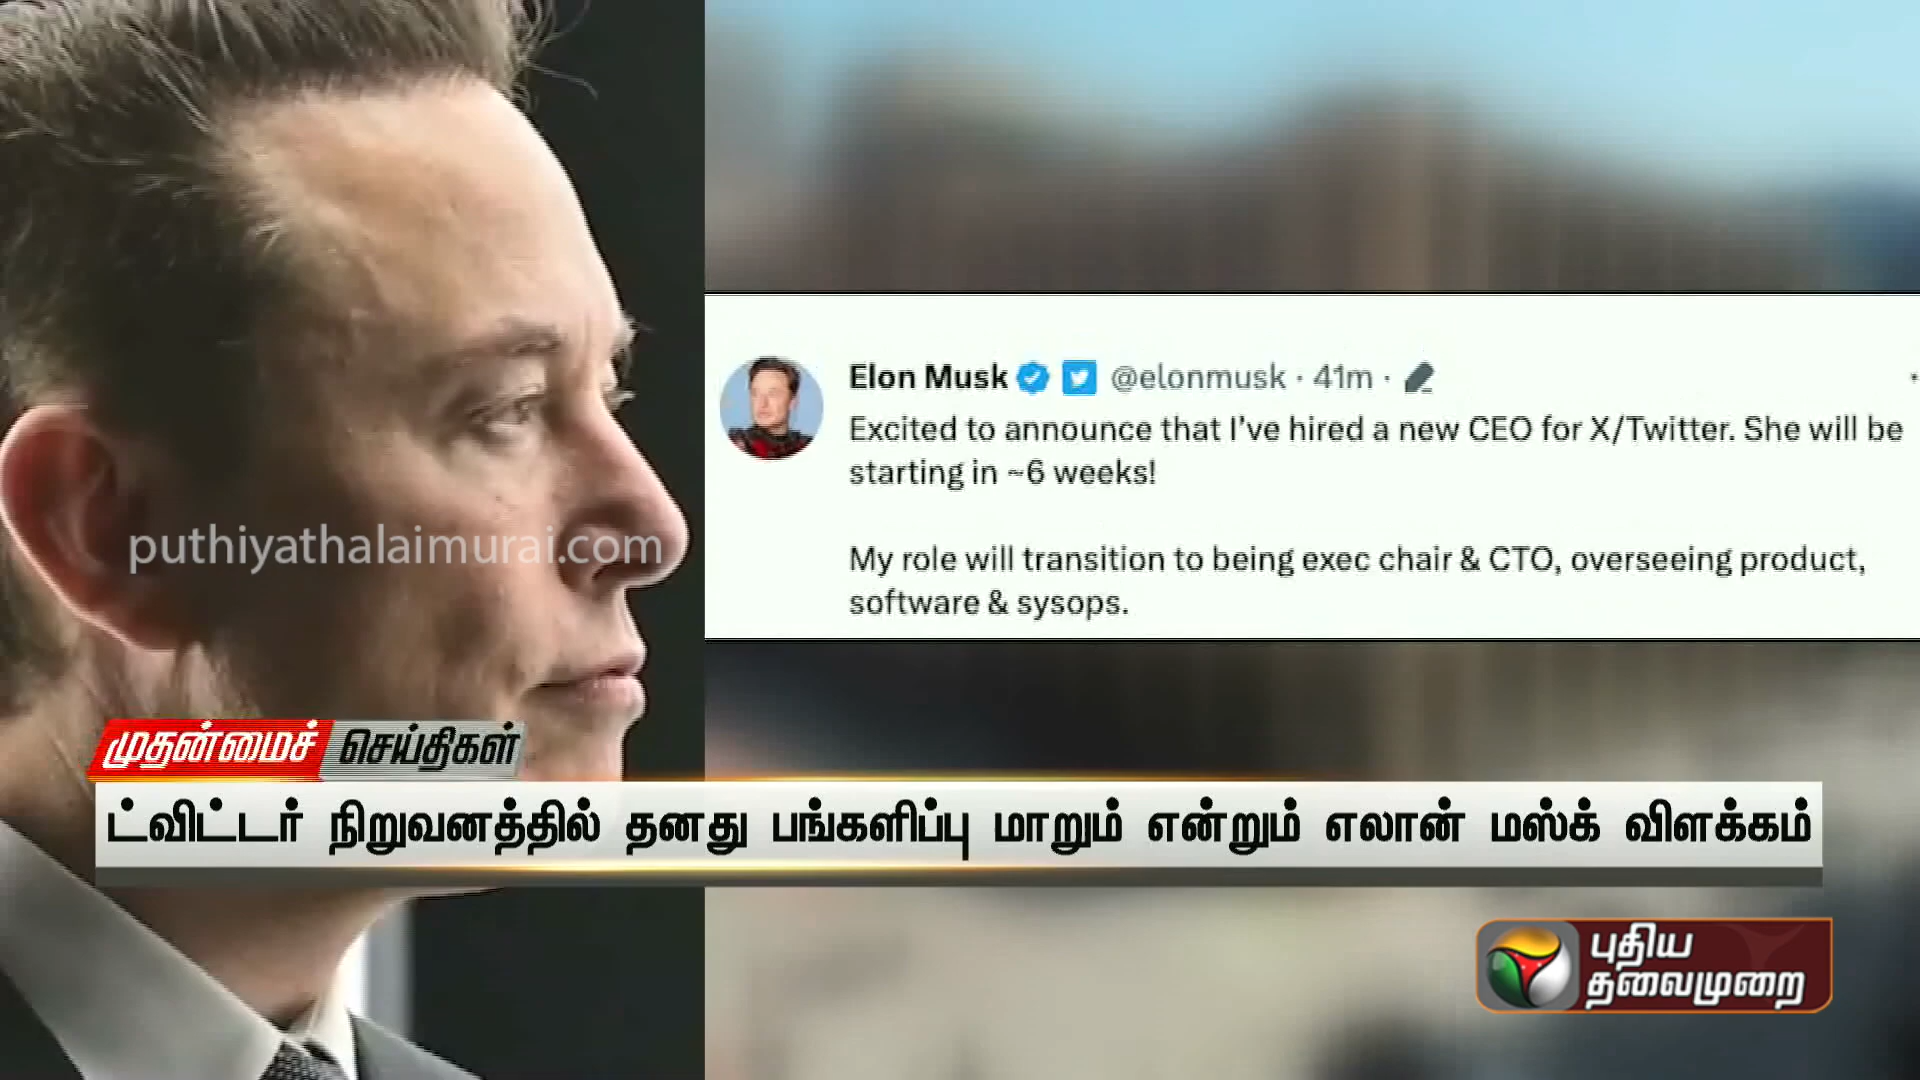 Elon Musk @elonmusk · 41m ·
Excited to announce that I've hired a new CEO for X/Twitter. She will be
starting in ~6 weeks!
My role will transition to being exec chair & CTO, overseeing product,
software & sysops.
puthiyathalaimurai.com
முதன்மைச் செய்திகள்
ட்விட்டர் நிறுவனத்தில் தனது பங்களிப்பு மாறும் என்றும் எலான் மஸ்க் விளக்கம்
புதிய
தலைமுறை